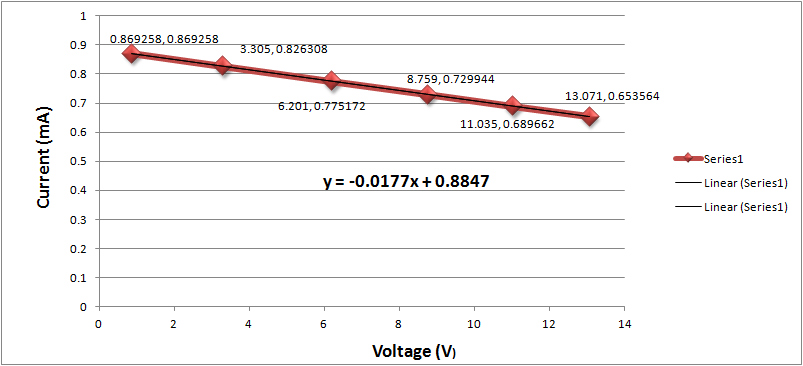 1
0.9
0.8
0.7
0.6
0.5
0.4
0.3
0.2
0.1
0
Current (mA)
0.869258, 0.869258
3.305, 0.826308
6.201, 0.775172
8.759, 0.729944
11.035, 0.689662
13.071, 0.653564
y = -0.0177x + 0.8847
0 2 4 6 8 10 12 14
Voltage (V)
Series1
Linear (Series1)
Linear (Series1)